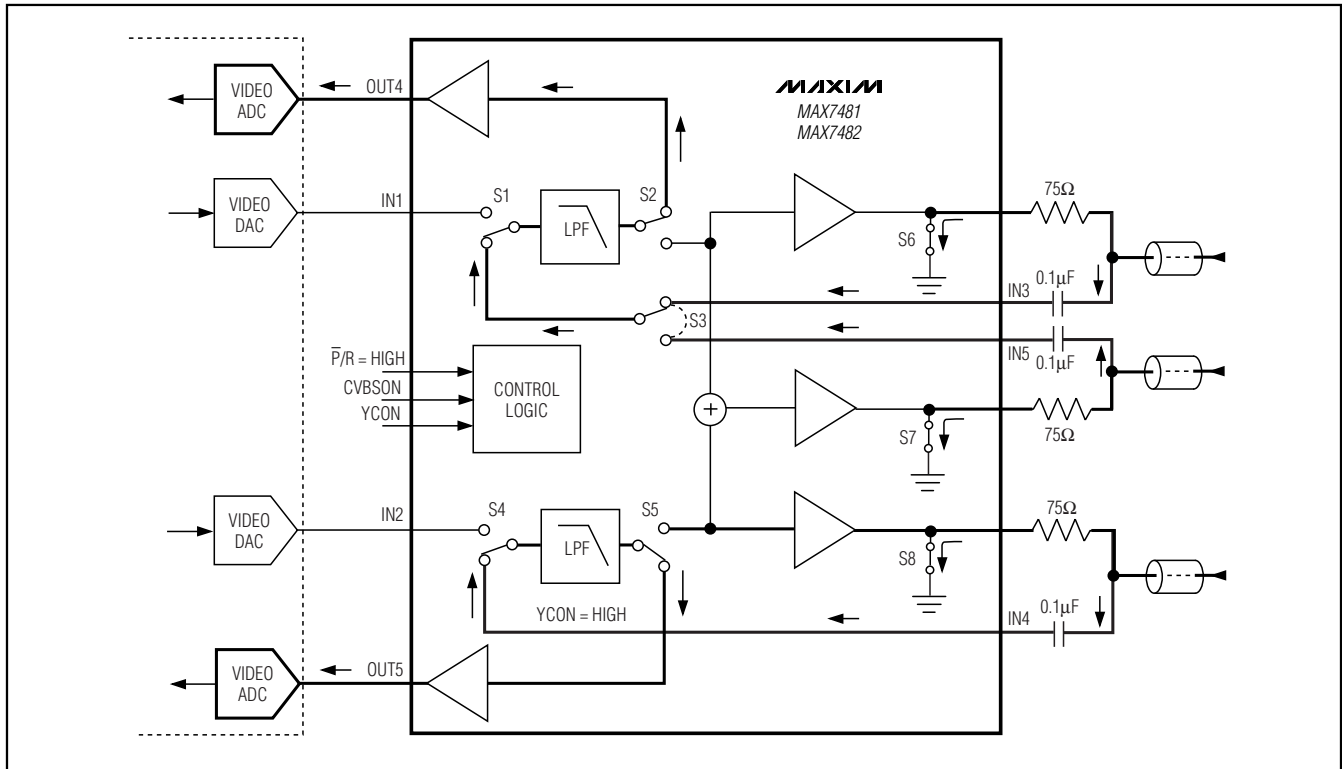 MAXIM
MAX7481
MAX7482
VIDEO
ADC
OUT4
VIDEO
DAC
IN1
S1
LPF
S2
S6
75Ω
0.1µF
IN3
S3
IN5
0.1µF
P̅/R = HIGH
CVBSON
YCON
CONTROL
LOGIC
+
S7
75Ω
VIDEO
DAC
IN2
S4
LPF
S5
S8
75Ω
YCON = HIGH
IN4
0.1µF
VIDEO
ADC
OUT5